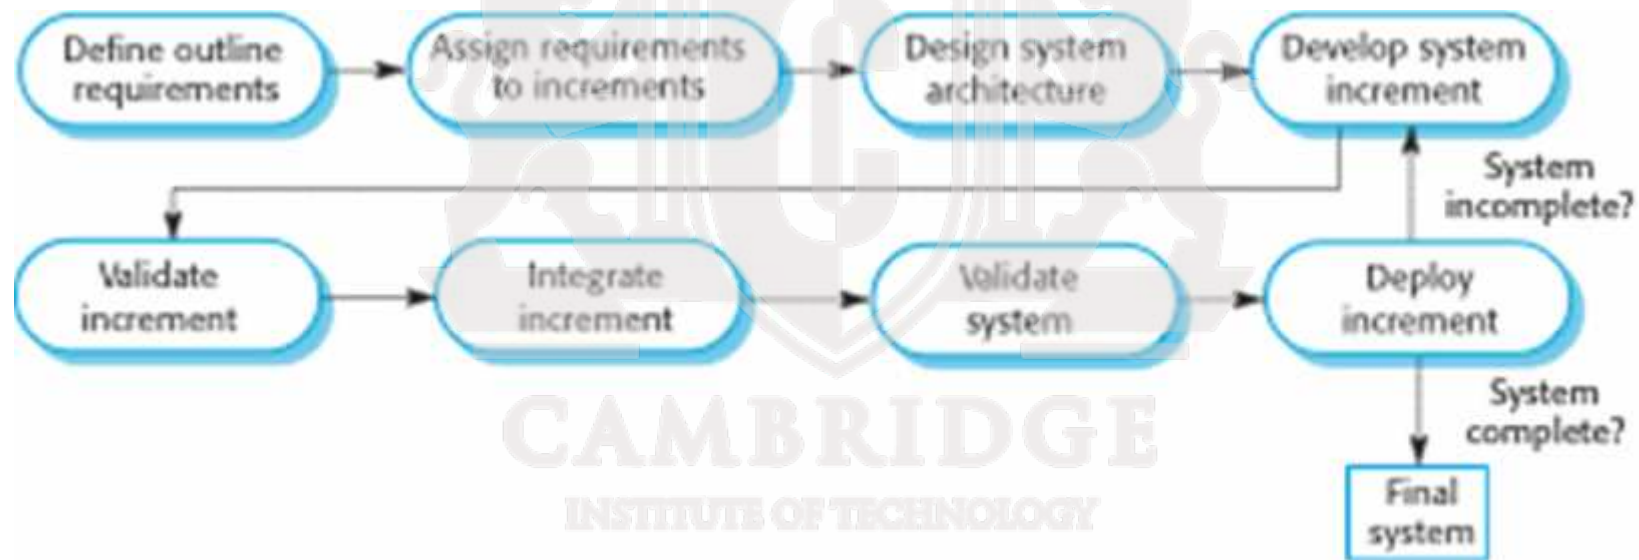 Define outline
requirements
Assign requirements
to increments
Design system
architecture
Develop system
increment
System
incomplete?
Validate
increment
Integrate
increment
Validate
system
Deploy
increment
System
complete?
Final
system
CAMBRIDGE
INSTITUTE OF TECHNOLOGY